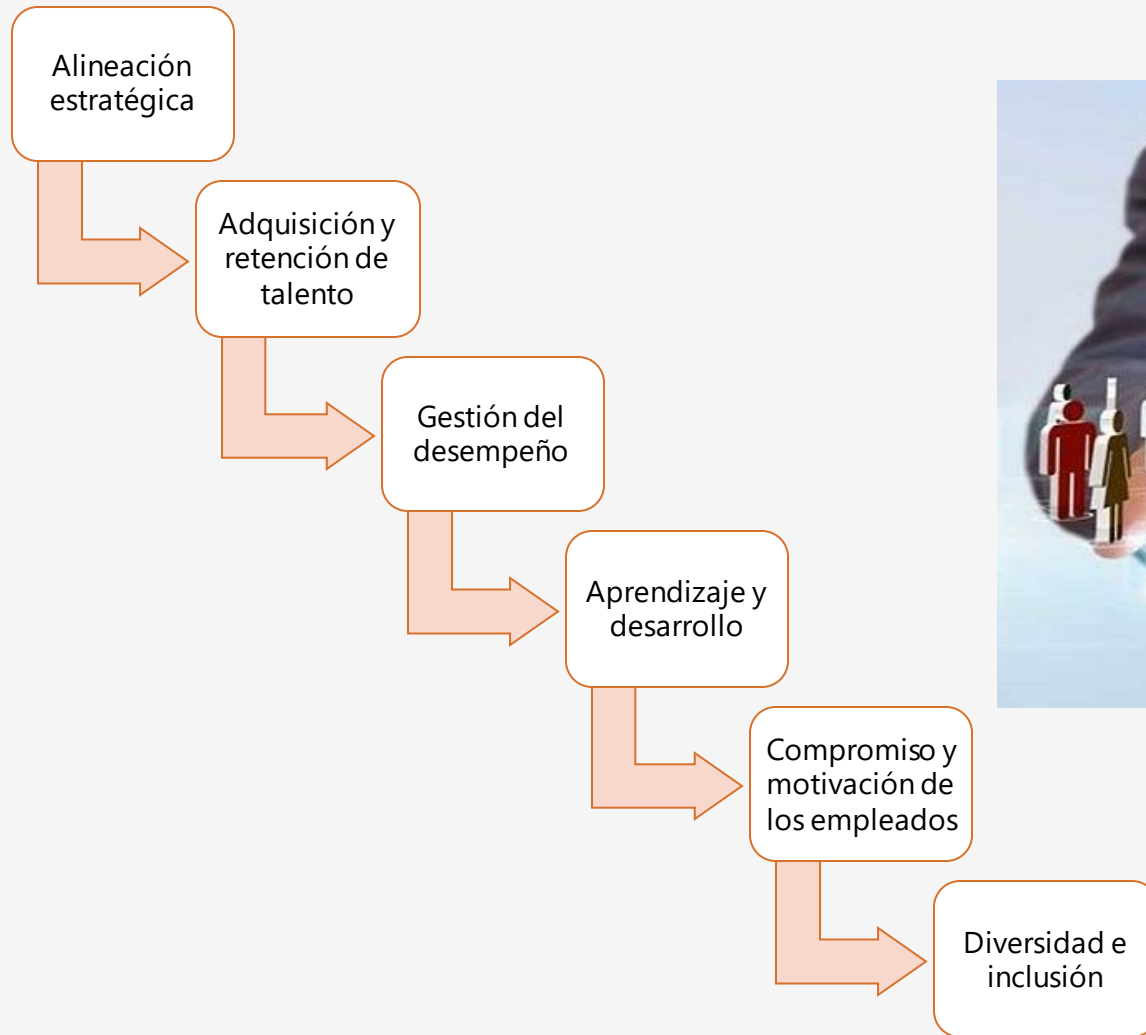 Alineación
estratégica
Adquisición y
retención de
talento
Gestión del
desempeño
Aprendizaje y
desarrollo
Compromiso y
motivación de
los empleados
Diversidad e
inclusión